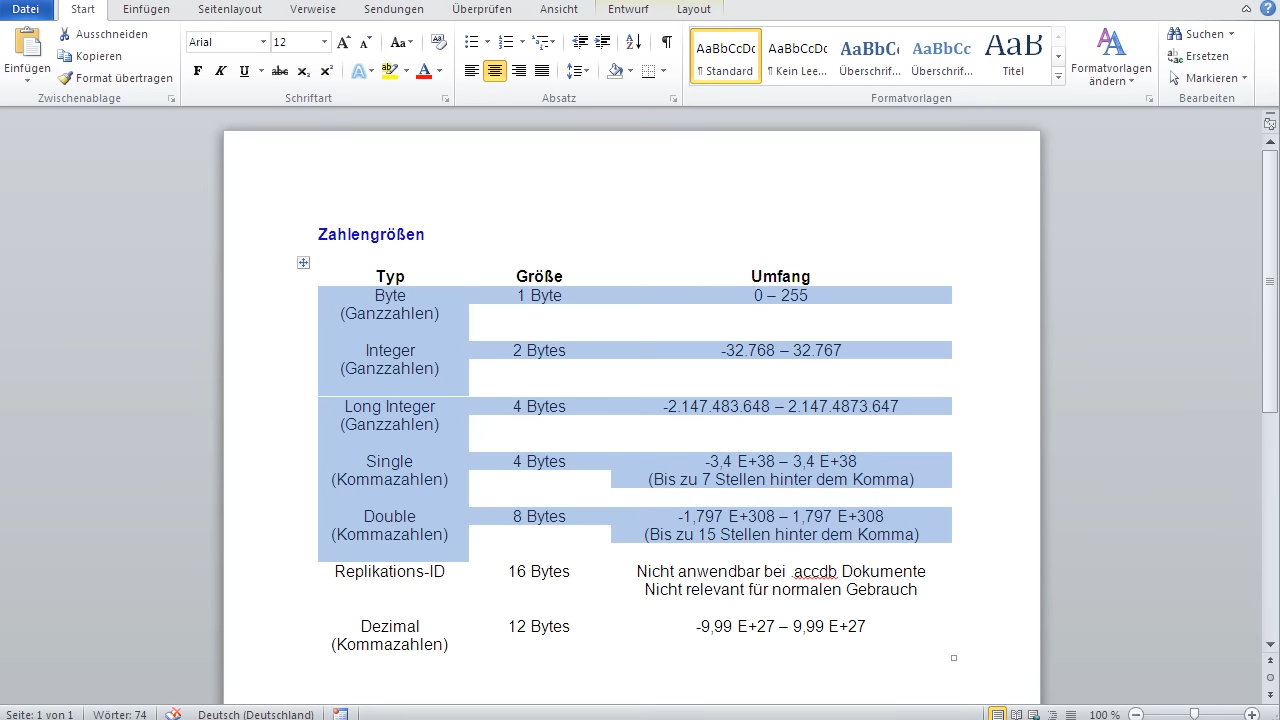 Datei Start Einfügen Seitenlayout Verweise Sendungen Überprüfen Ansicht Entwurf Layout
Einfügen
Ausschneiden
Kopieren
Format übertragen
Zwischenablage
Arial 12
Schriftart
Absatz
AaBbCcDc AaBbCcDc AaBbCc AaBbCc AaB
¶ Standard ¶ Kein Lee... Überschrif... Überschrif... Titel
Formatvorlagen
ändern
Formatvorlagen
Suchen
Ersetzen
Markieren
Bearbeiten
Zahlengrößen
Typ Größe Umfang
Byte 1 Byte 0 – 255
(Ganzzahlen)
Integer 2 Bytes -32.768 – 32.767
(Ganzzahlen)
Long Integer 4 Bytes -2.147.483.648 – 2.147.4873.647
(Ganzzahlen)
Single 4 Bytes -3,4 E+38 – 3,4 E+38
(Kommazahlen) (Bis zu 7 Stellen hinter dem Komma)
Double 8 Bytes -1,797 E+308 – 1,797 E+308
(Kommazahlen) (Bis zu 15 Stellen hinter dem Komma)
Replikations-ID 16 Bytes Nicht anwendbar bei .accdb Dokumente
Nicht relevant für normalen Gebrauch
Dezimal 12 Bytes -9,99 E+27 – 9,99 E+27
(Kommazahlen)
Seite: 1 von 1 Wörter: 74 Deutsch (Deutschland) 100 %